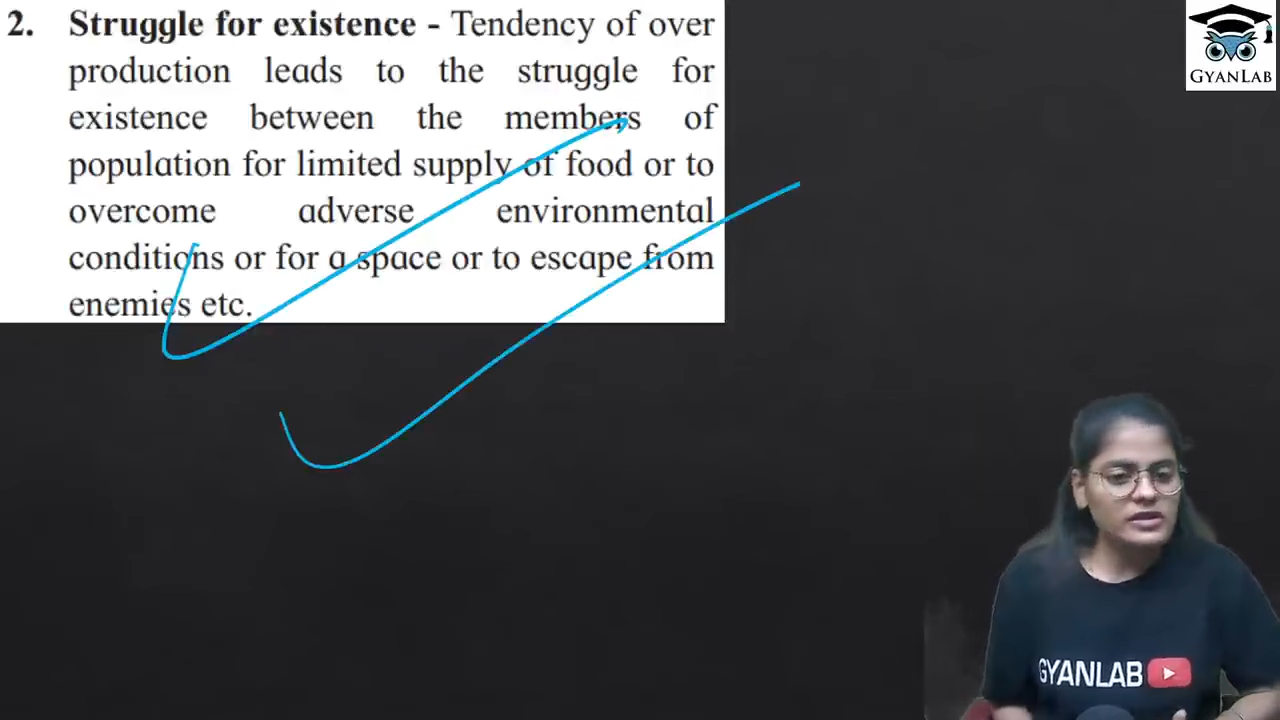 2. Struggle for existence - Tendency of over
production leads to the struggle for
existence between the members of
population for limited supply of food or to
overcome adverse environmental
conditions or for a space or to escape from
enemies etc.
GYANLAB
GYANLAB